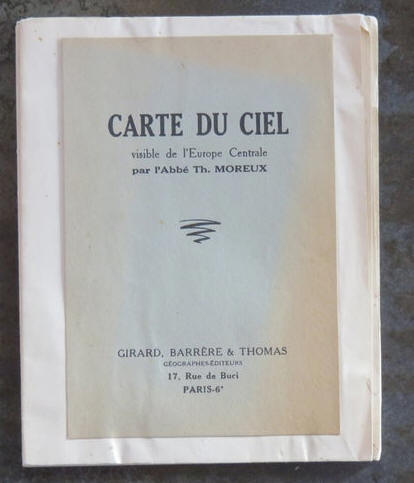 CARTE DU CIEL
visible de l'Europe Centrale
par l'Abbé Th. MOREUX
GIRARD, BARRÈRE & THOMAS
GÉOGRAPHES-ÉDITEURS
17, Rue de Buci
PARIS-6e